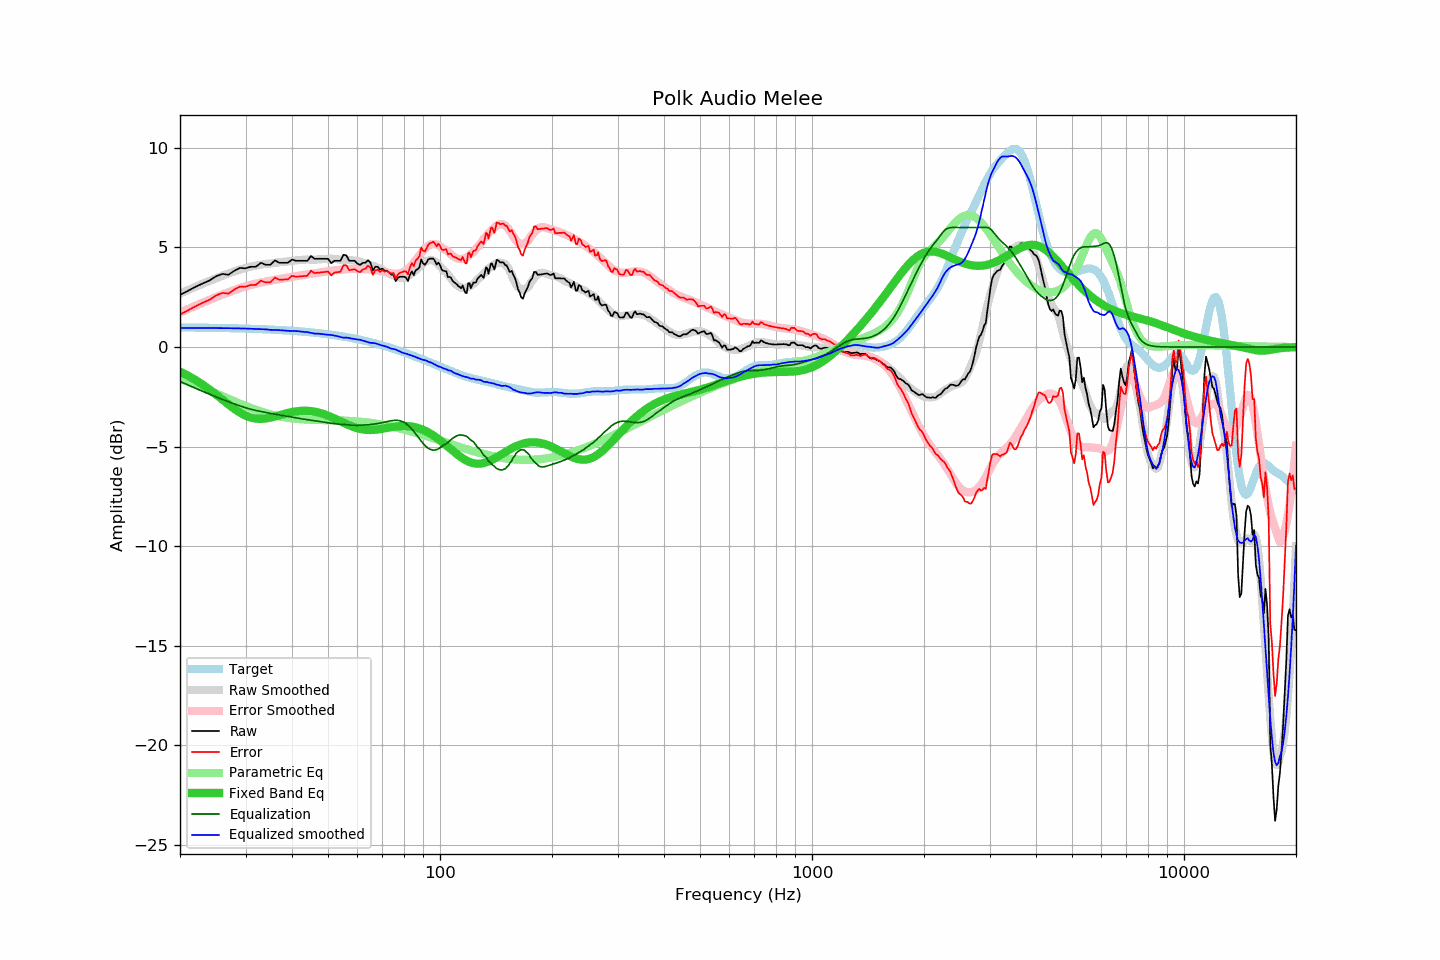 Polk Audio Melee
10
5
0
−5
−10
−15
−20
−25
Amplitude (dBr)
Target
Raw Smoothed
Error Smoothed
Raw
Error
Parametric Eq
Fixed Band Eq
Equalization
Equalized smoothed
100
1000
10000
Frequency (Hz)